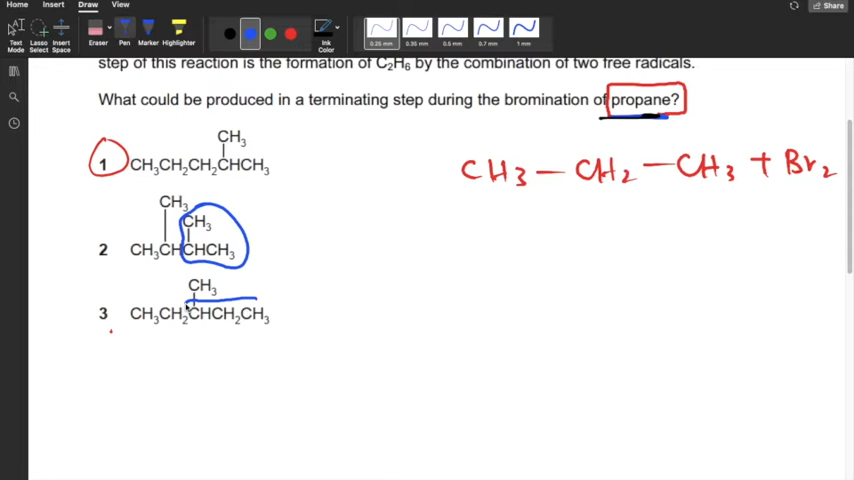 Home Insert Draw View
Share
Text Mode
Lasso Select
Insert Space
Eraser
Pen
Marker
Highlighter
Ink Color
0.25 mm
0.35 mm
0.5 mm
0.7 mm
1 mm
step of this reaction is the formation of C₂H₆ by the combination of two free radicals.
What could be produced in a terminating step during the bromination of propane?
CH₃
1 CH₃CH₂CH₂CHCH₃
CH₃ — CH₂ — CH₃ + Br₂
CH₃
CH₃
2 CH₃CHCHCH₃
CH₃
3 CH₃CH₂CHCH₂CH₃